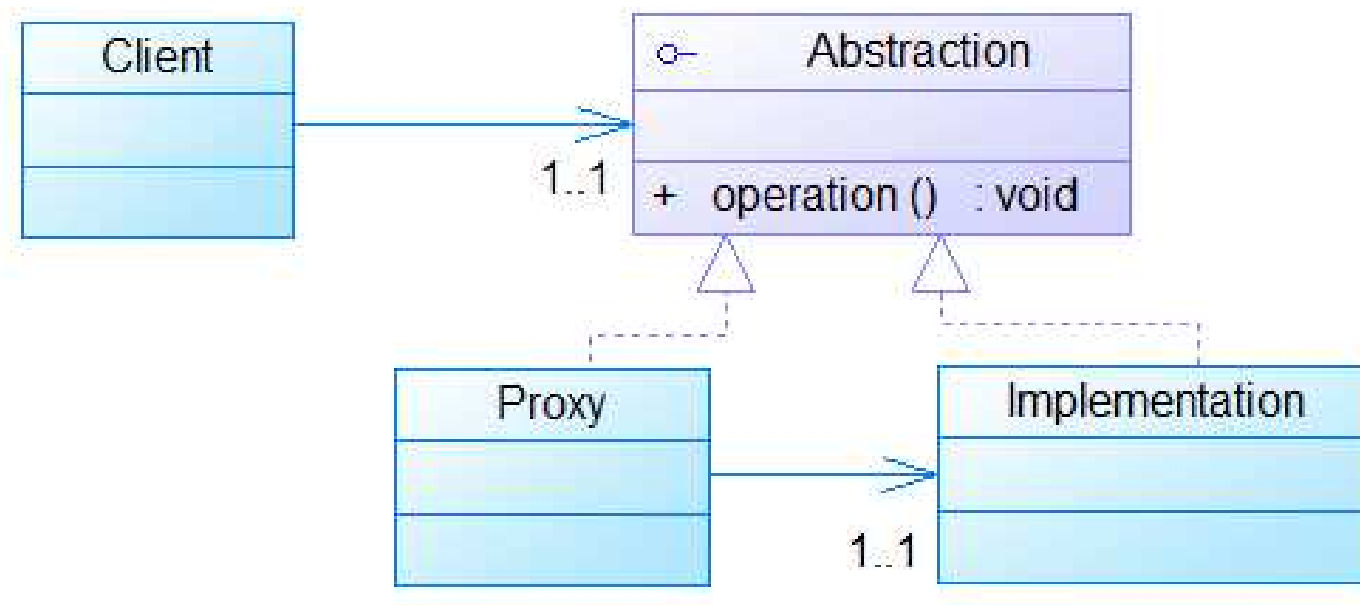 Client
Abstraction
1..1
+ operation () : void
Proxy
Implementation
1..1